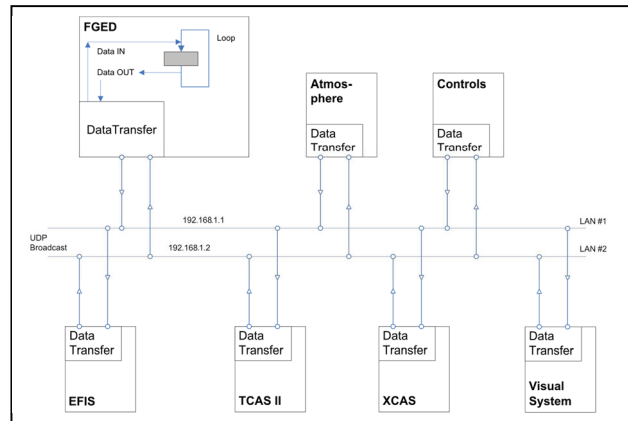 FGED
Loop
Data IN
Data OUT
DataTransfer
Atmos-
phere
Data
Transfer
Controls
Data
Transfer
192.168.1.1
LAN #1
UDP
Broadcast
192.168.1.2
LAN #2
Data
Transfer
EFIS
Data
Transfer
TCAS II
Data
Transfer
XCAS
Data
Transfer
Visual
System